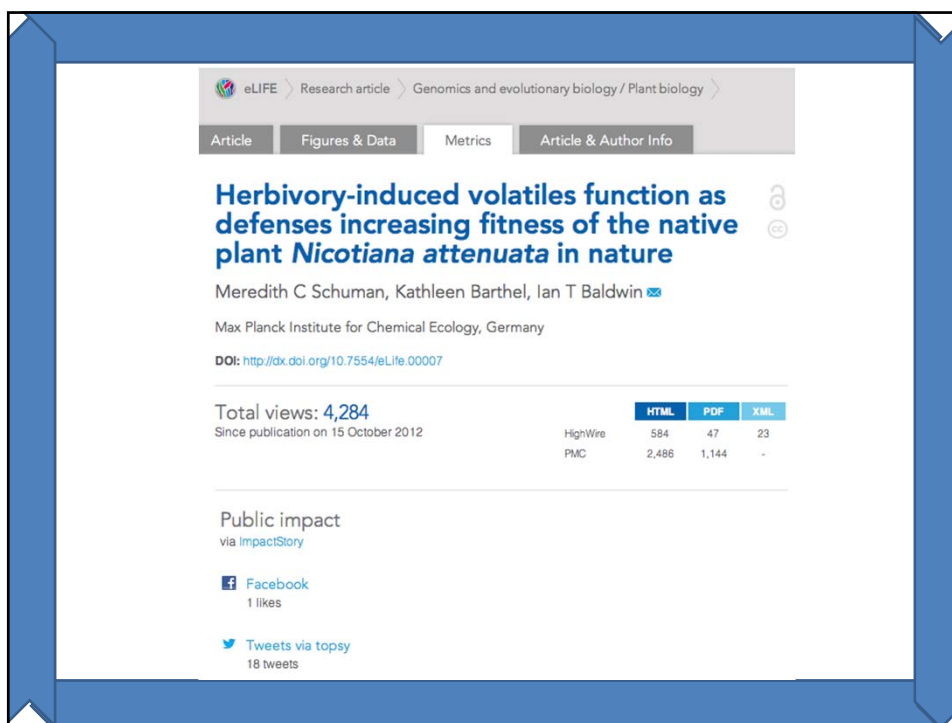 eLIFE Research article Genomics and evolutionary biology / Plant biology
Article Figures & Data Metrics Article & Author Info
Herbivory-induced volatiles function as
defenses increasing fitness of the native
plant Nicotiana attenuata in nature
Meredith C Schuman, Kathleen Barthel, Ian T Baldwin
Max Planck Institute for Chemical Ecology, Germany
DOI: http://dx.doi.org/10.7554/eLife.00007
Total views: 4,284
Since publication on 15 October 2012
HTML PDF XML
HighWire 584 47 23
PMC 2,486 1,144 -
Public impact
via ImpactStory
Facebook
1 likes
Tweets via topsy
18 tweets